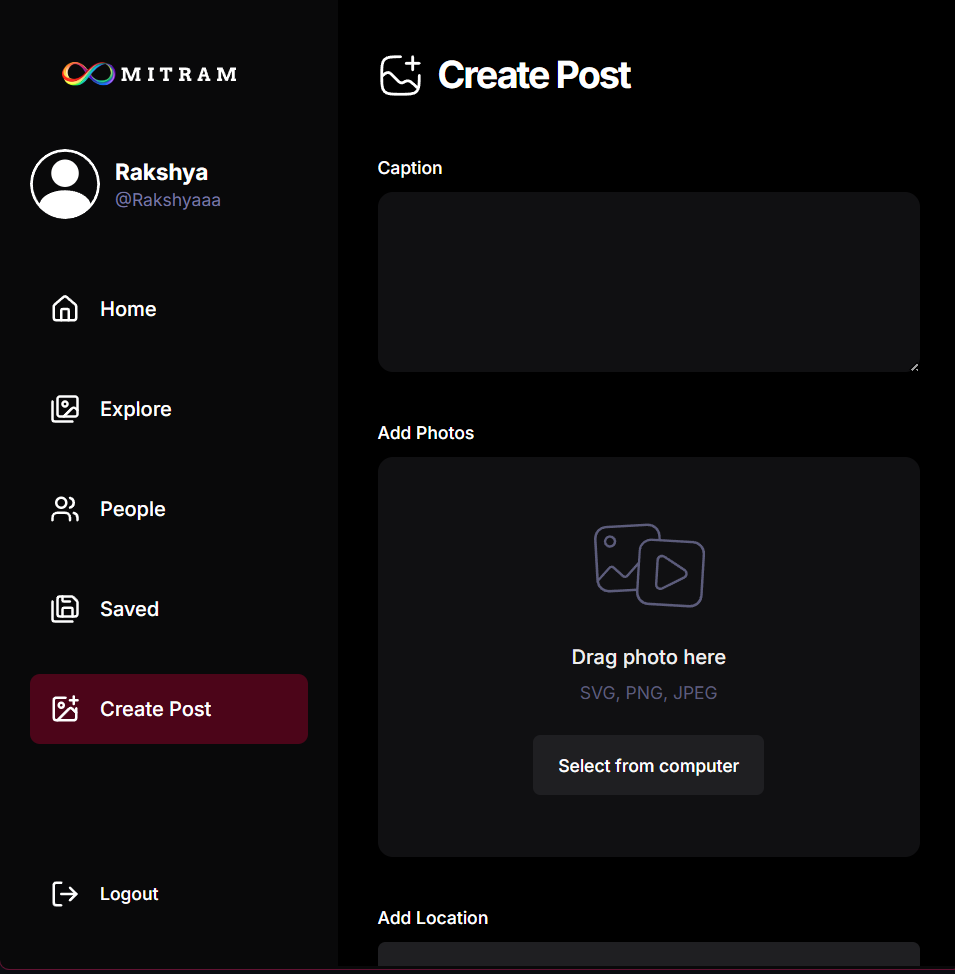 MITRAM
Rakshya
@Rakshyaaa
Home
Explore
People
Saved
Create Post
Logout
Create Post
Caption
Add Photos
Drag photo here
SVG, PNG, JPEG
Select from computer
Add Location